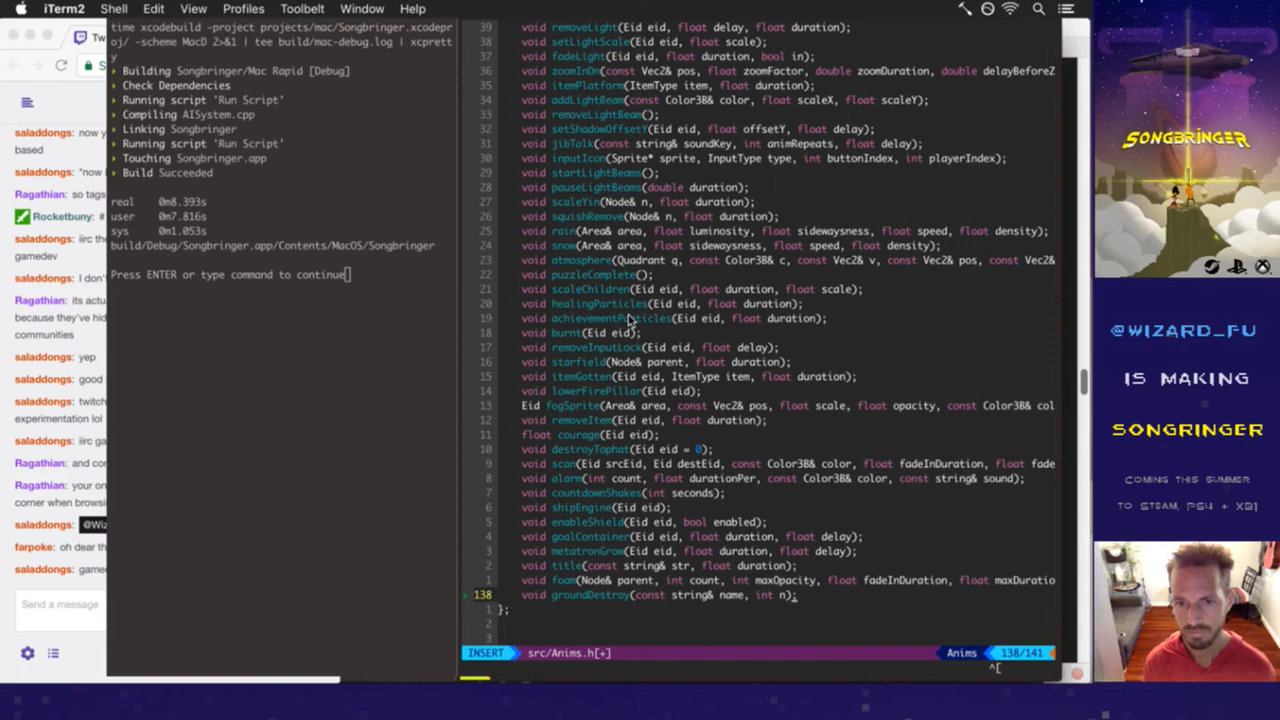 iTerm2 Shell Edit View Profiles Toolbelt Window Help
Tw
S
saladdongs: now y
based
saladdongs: "now i
Ragathian: so tags
Rocketbuny: #
saladdongs: iirc the
gamedev
saladdongs: I don'
Ragathian: its actu
because they've hid
communities
saladdongs: yep
saladdongs: good
saladdongs: twitch
experimentation lol
saladdongs: iirc ga
Ragathian: and cor
Ragathian: your on
corner when browsi
saladdongs: @Wiz
farpoke: oh dear th
saladdongs: game
Send a message
time xcodebuild -project projects/mac/Songbringer.xcodep
roj/ -scheme MacD 2>&1 | tee build/mac-debug.log | xcprett
y
▸ Building Songbringer/Mac Rapid [Debug]
▸ Check Dependencies
▸ Running script 'Run Script'
▸ Compiling AISystem.cpp
▸ Linking Songbringer
▸ Running script 'Run Script'
▸ Touching Songbringer.app
▸ Build Succeeded
real 0m8.393s
user 0m7.816s
sys 0m1.053s
build/Debug/Songbringer.app/Contents/MacOS/Songbringer
Press ENTER or type command to continue
39 void removeLight(Eid eid, float delay, float duration);
38 void setLightScale(Eid eid, float scale);
37 void fadeLight(Eid eid, float duration, bool in);
36 void zoomInOn(const Vec2& pos, float zoomFactor, double zoomDuration, double delayBeforeZ
35 void itemPlatform(ItemType item, float duration);
34 void addLightBeam(const Color3B& color, float scaleX, float scaleY);
33 void removeLightBeam();
32 void setShadowOffsetY(Eid eid, float offsetY, float delay);
31 void jibTalk(const string& soundKey, int animRepeats, float delay);
30 void inputIcon(Sprite* sprite, InputType type, int buttonIndex, int playerIndex);
29 void startLightBeams();
28 void pauseLightBeams(double duration);
27 void scaleYin(Node& n, float duration);
26 void squishRemove(Node& n, float duration);
25 void rain(Area& area, float luminosity, float sidewaysness, float speed, float density);
24 void snow(Area& area, float sidewaysness, float speed, float density);
23 void atmosphere(Quadrant q, const Color3B& c, const Vec2& v, const Vec2& pos, const Vec2&
22 void puzzleComplete();
21 void scaleChildren(Eid eid, float duration, float scale);
20 void healingParticles(Eid eid, float duration);
19 void achievementParticles(Eid eid, float duration);
18 void burnt(Eid eid);
17 void removeInputLock(Eid eid, float delay);
16 void starfield(Node& parent, float duration);
15 void itemGotten(Eid eid, ItemType item, float duration);
14 void lowerFirePillar(Eid eid);
13 Eid fogSprite(Area& area, const Vec2& pos, float scale, float opacity, const Color3B& col
12 void removeItem(Eid eid, float duration);
11 float courage(Eid eid);
10 void destroyTophat(Eid eid = 0);
9 void scan(Eid srcEid, Eid destEid, const Color3B& color, float fadeInDuration, float fade
8 void alarm(int count, float durationPer, const Color3B& color, const string& sound);
7 void countdownShakes(int seconds);
6 void shipEngine(Eid eid);
5 void enableShield(Eid eid, bool enabled);
4 void goalContainer(Eid eid, float duration, float delay);
3 void metatronGrow(Eid eid, float duration, float delay);
2 void title(const string& str, float duration);
1 void foam(Node& parent, int count, int maxOpacity, float fadeInDuration, float maxDuratio
+ 138 void groundDestroy(const string& name, int n);
1 };
2
3
INSERT src/Anims.h[+] Anims 138/141
^[
SONGBRINGER
@WIZARD_FU
IS MAKING
SONGRINGER
COMING THIS SUMMER
TO STEAM, PS4 + XB1